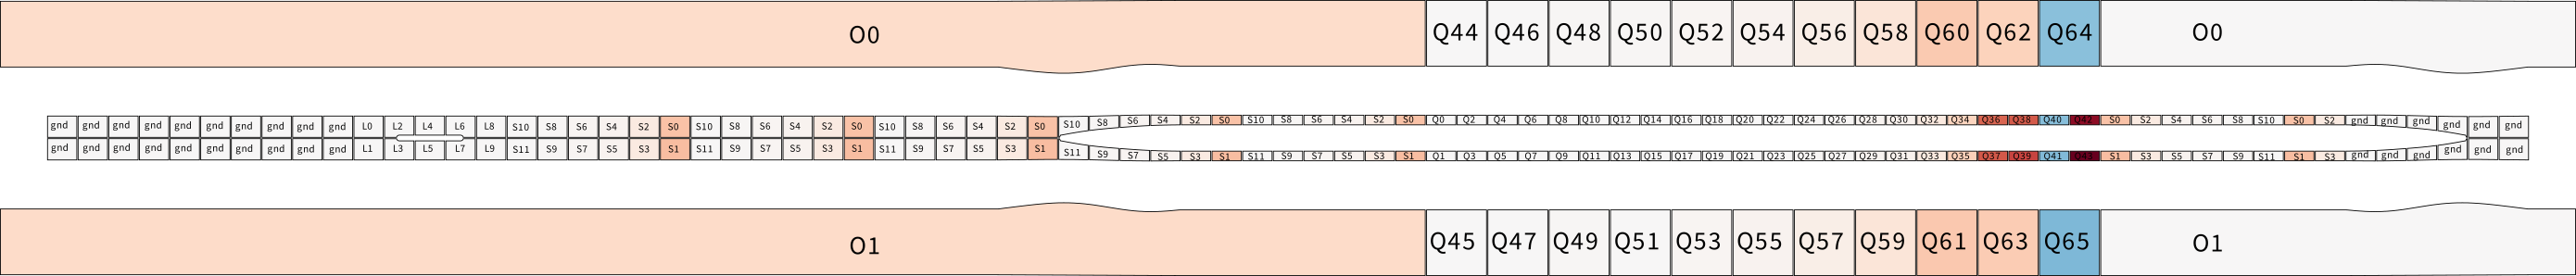 O0 Q44 Q46 Q48 Q50 Q52 Q54 Q56 Q58 Q60 Q62 Q64 O0
gnd gnd gnd gnd gnd gnd gnd gnd gnd gnd L0 L2 L4 L6 L8 S10 S8 S6 S4 S2 S0 S10 S8 S6 S4 S2 S0 S10 S8 S6 S4 S2 S0 S10 S8 S6 S4 S2 S0 S10 S8 S6 S4 S2 S0 Q0 Q2 Q4 Q6 Q8 Q10 Q12 Q14 Q16 Q18 Q20 Q22 Q24 Q26 Q28 Q30 Q32 Q34 Q36 Q38 Q40 Q42 S0 S2 S4 S6 S8 S10 S0 S2 gnd gnd gnd gnd gnd gnd
gnd gnd gnd gnd gnd gnd gnd gnd gnd gnd L1 L3 L5 L7 L9 S11 S9 S7 S5 S3 S1 S11 S9 S7 S5 S3 S1 S11 S9 S7 S5 S3 S1 S11 S9 S7 S5 S3 S1 S11 S9 S7 S5 S3 S1 Q1 Q3 Q5 Q7 Q9 Q11 Q13 Q15 Q17 Q19 Q21 Q23 Q25 Q27 Q29 Q31 Q33 Q35 Q37 Q39 Q41 Q43 S1 S3 S5 S7 S9 S11 S1 S3 gnd gnd gnd gnd gnd gnd
O1 Q45 Q47 Q49 Q51 Q53 Q55 Q57 Q59 Q61 Q63 Q65 O1